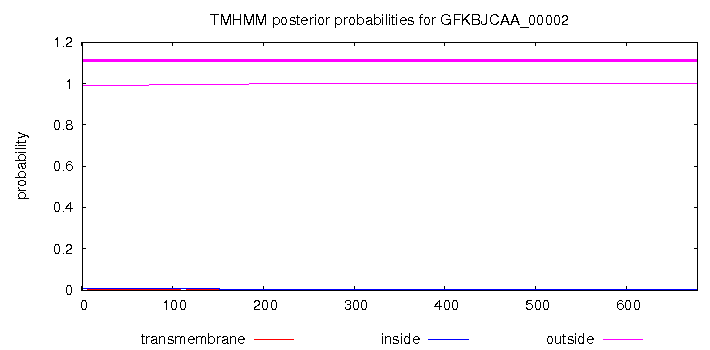 TMHMM posterior probabilities for GFKBJCAA_00002
1.2
1
0.8
0.6
0.4
0.2
0
probability
0 100 200 300 400 500 600
transmembrane inside outside